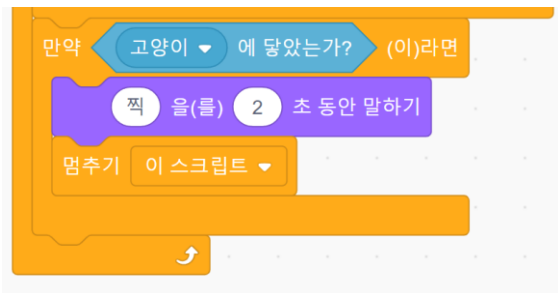 만약 고양이 에 닿았는가? (이)라면
찍 을(를) 2 초 동안 말하기
멈추기 이 스크립트